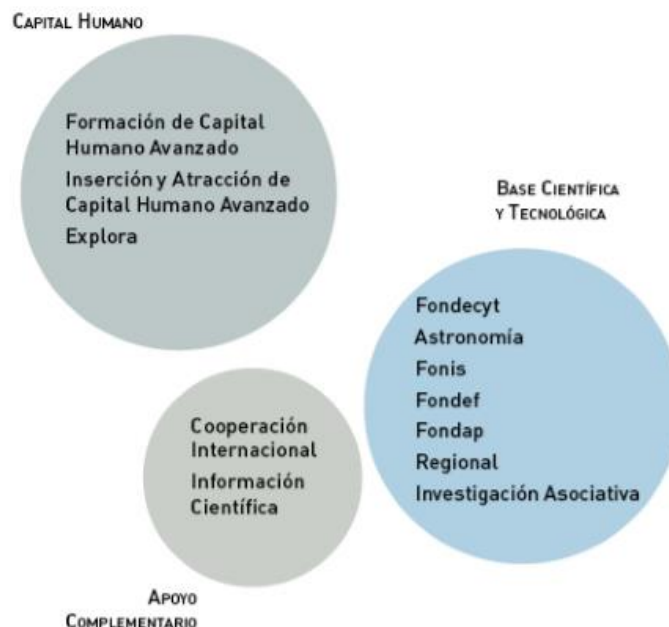 CAPITAL HUMANO
Formación de Capital
Humano Avanzado
Inserción y Atracción de
Capital Humano Avanzado
Explora
BASE CIENTÍFICA
Y TECNOLÓGICA
Fondecyt
Astronomía
Fonis
Fondef
Fondap
Regional
Investigación Asociativa
Cooperación
Internacional
Información
Científica
APOYO
COMPLEMENTARIO